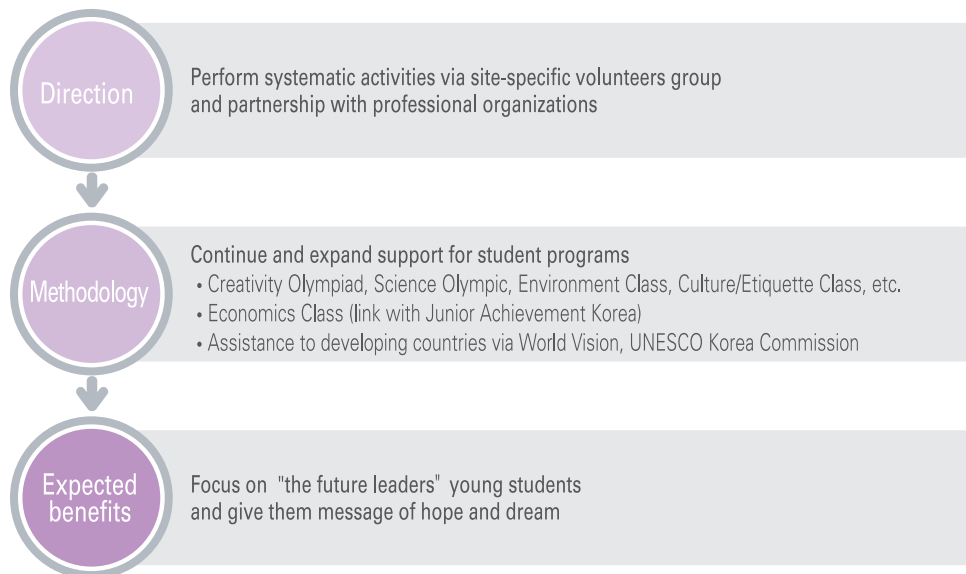 Direction
Perform systematic activities via site-specific volunteers group
and partnership with professional organizations
Methodology
Continue and expand support for student programs
• Creativity Olympiad, Science Olympic, Environment Class, Culture/Etiquette Class, etc.
• Economics Class (link with Junior Achievement Korea)
• Assistance to developing countries via World Vision, UNESCO Korea Commission
Expected
benefits
Focus on "the future leaders" young students
and give them message of hope and dream